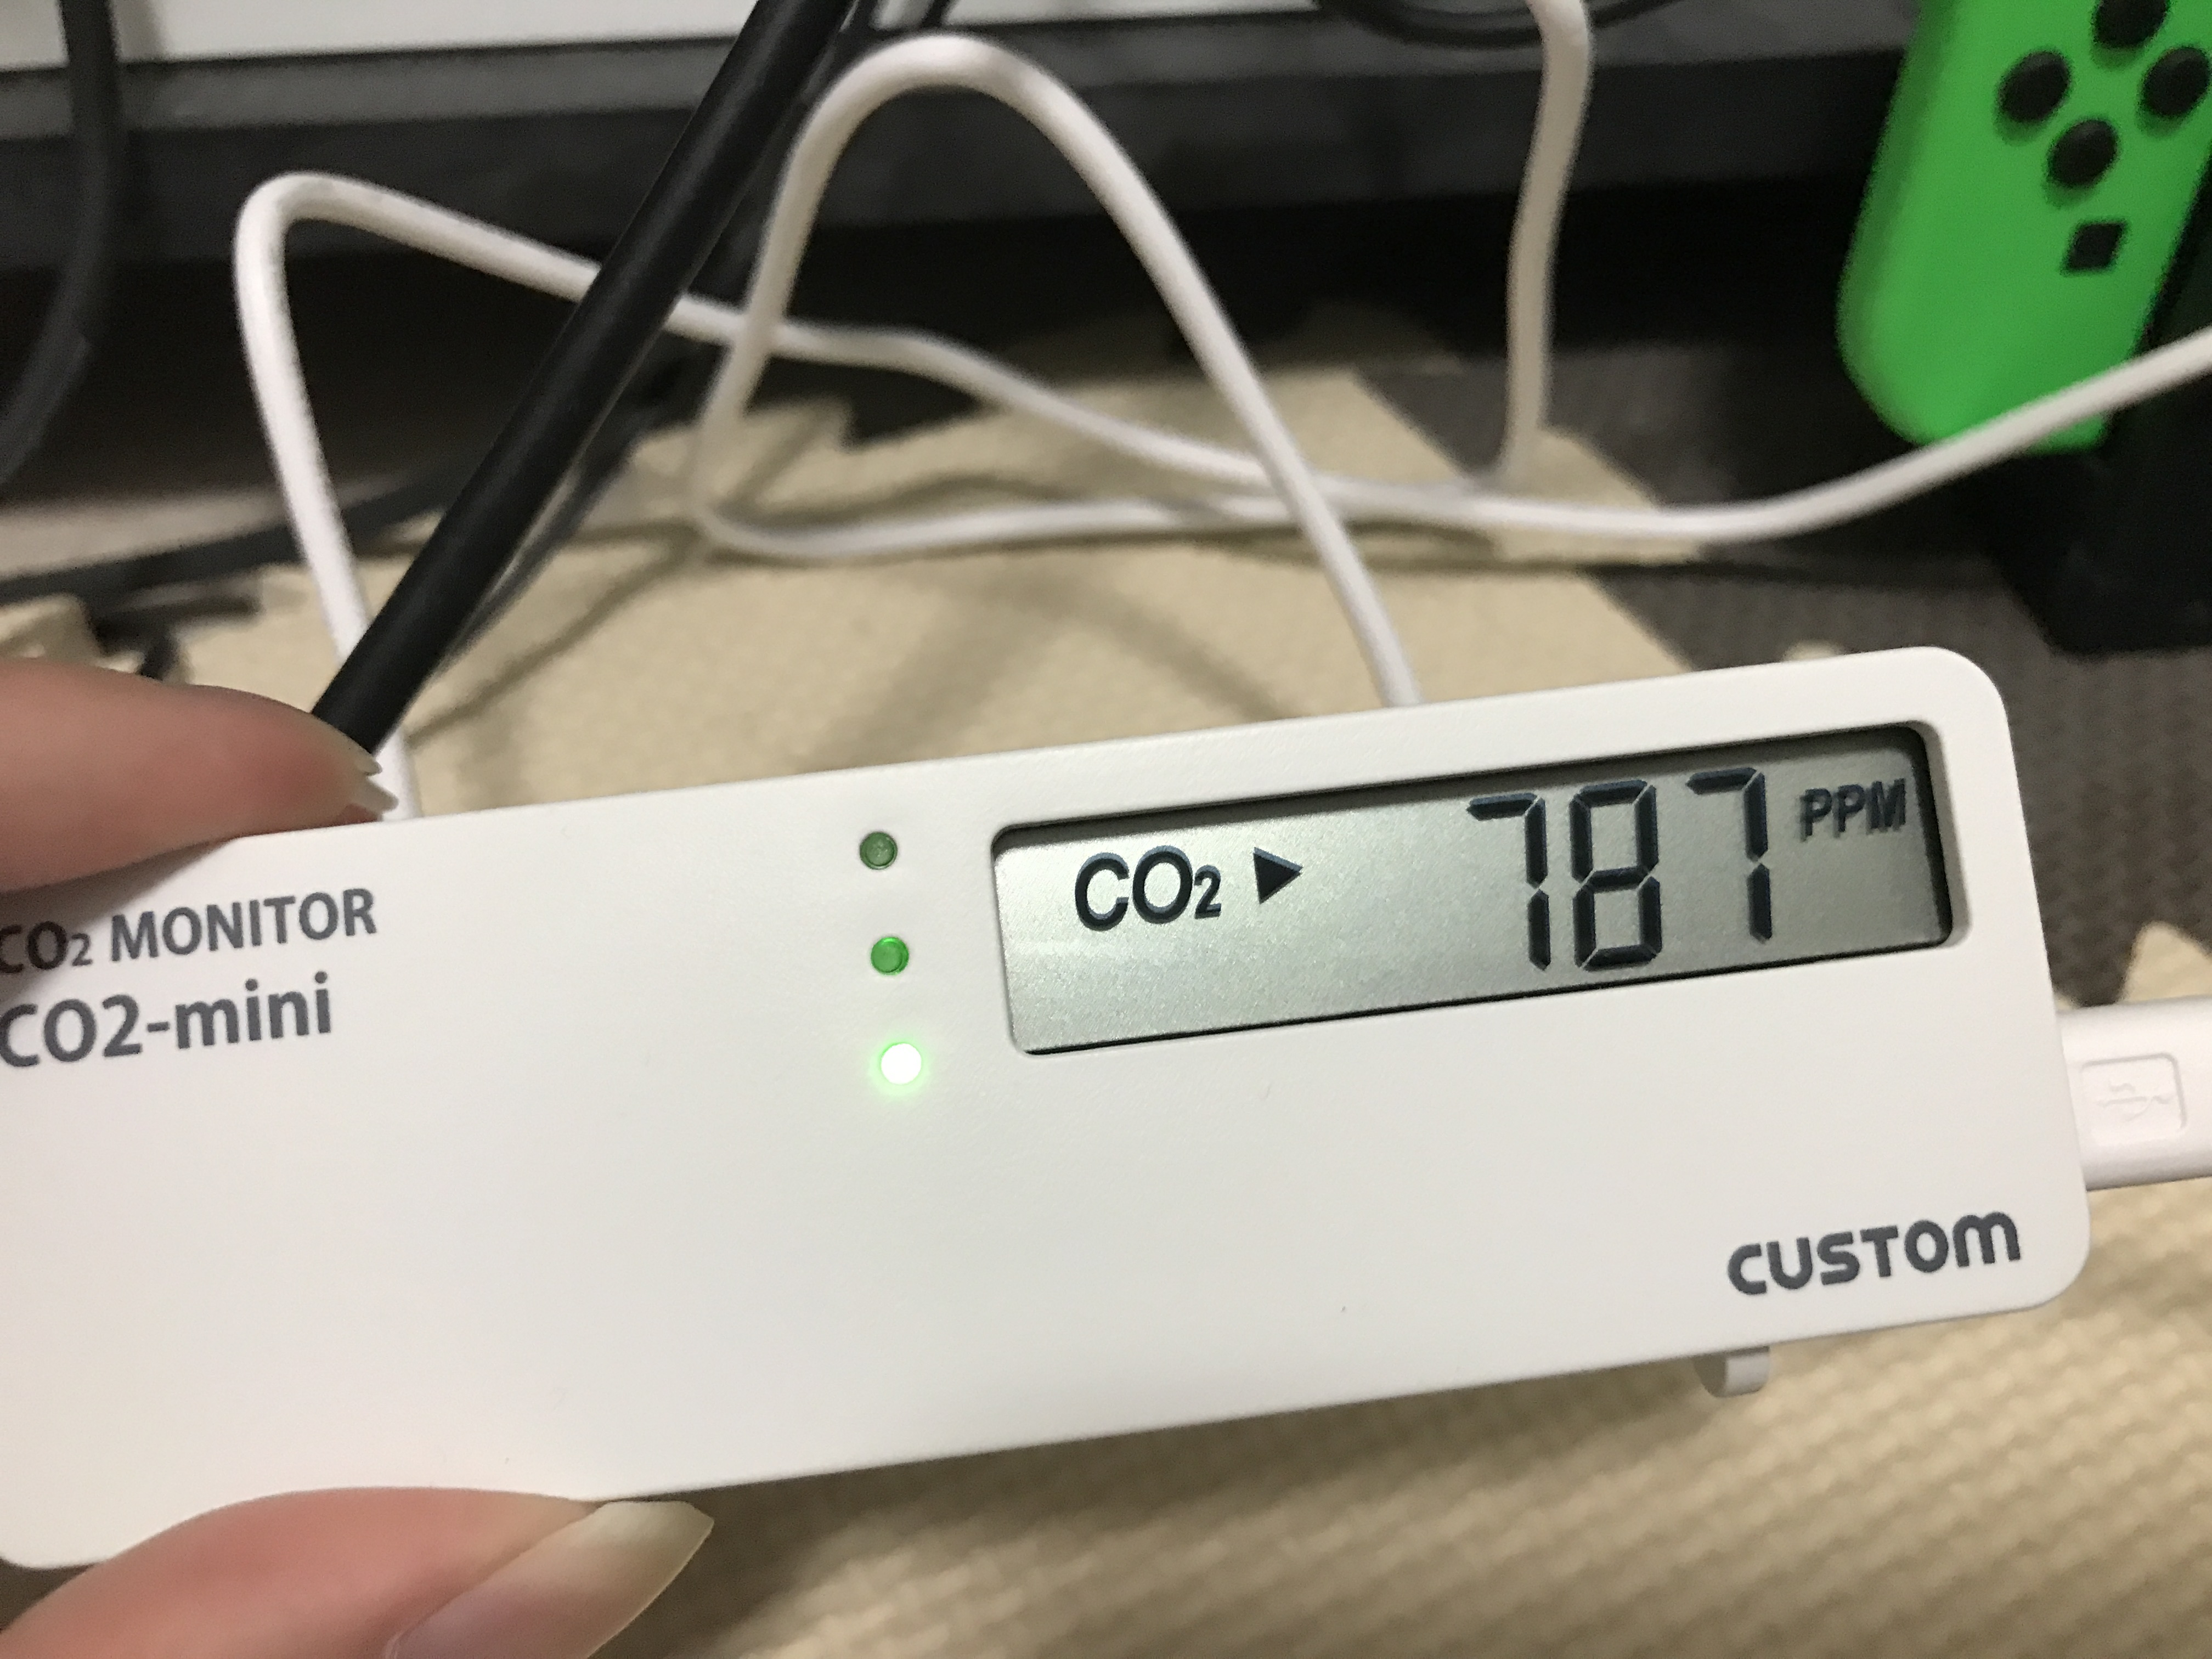 CO₂ MONITOR
CO2-mini
CO₂ ▶ 787 PPM
CUSTOM